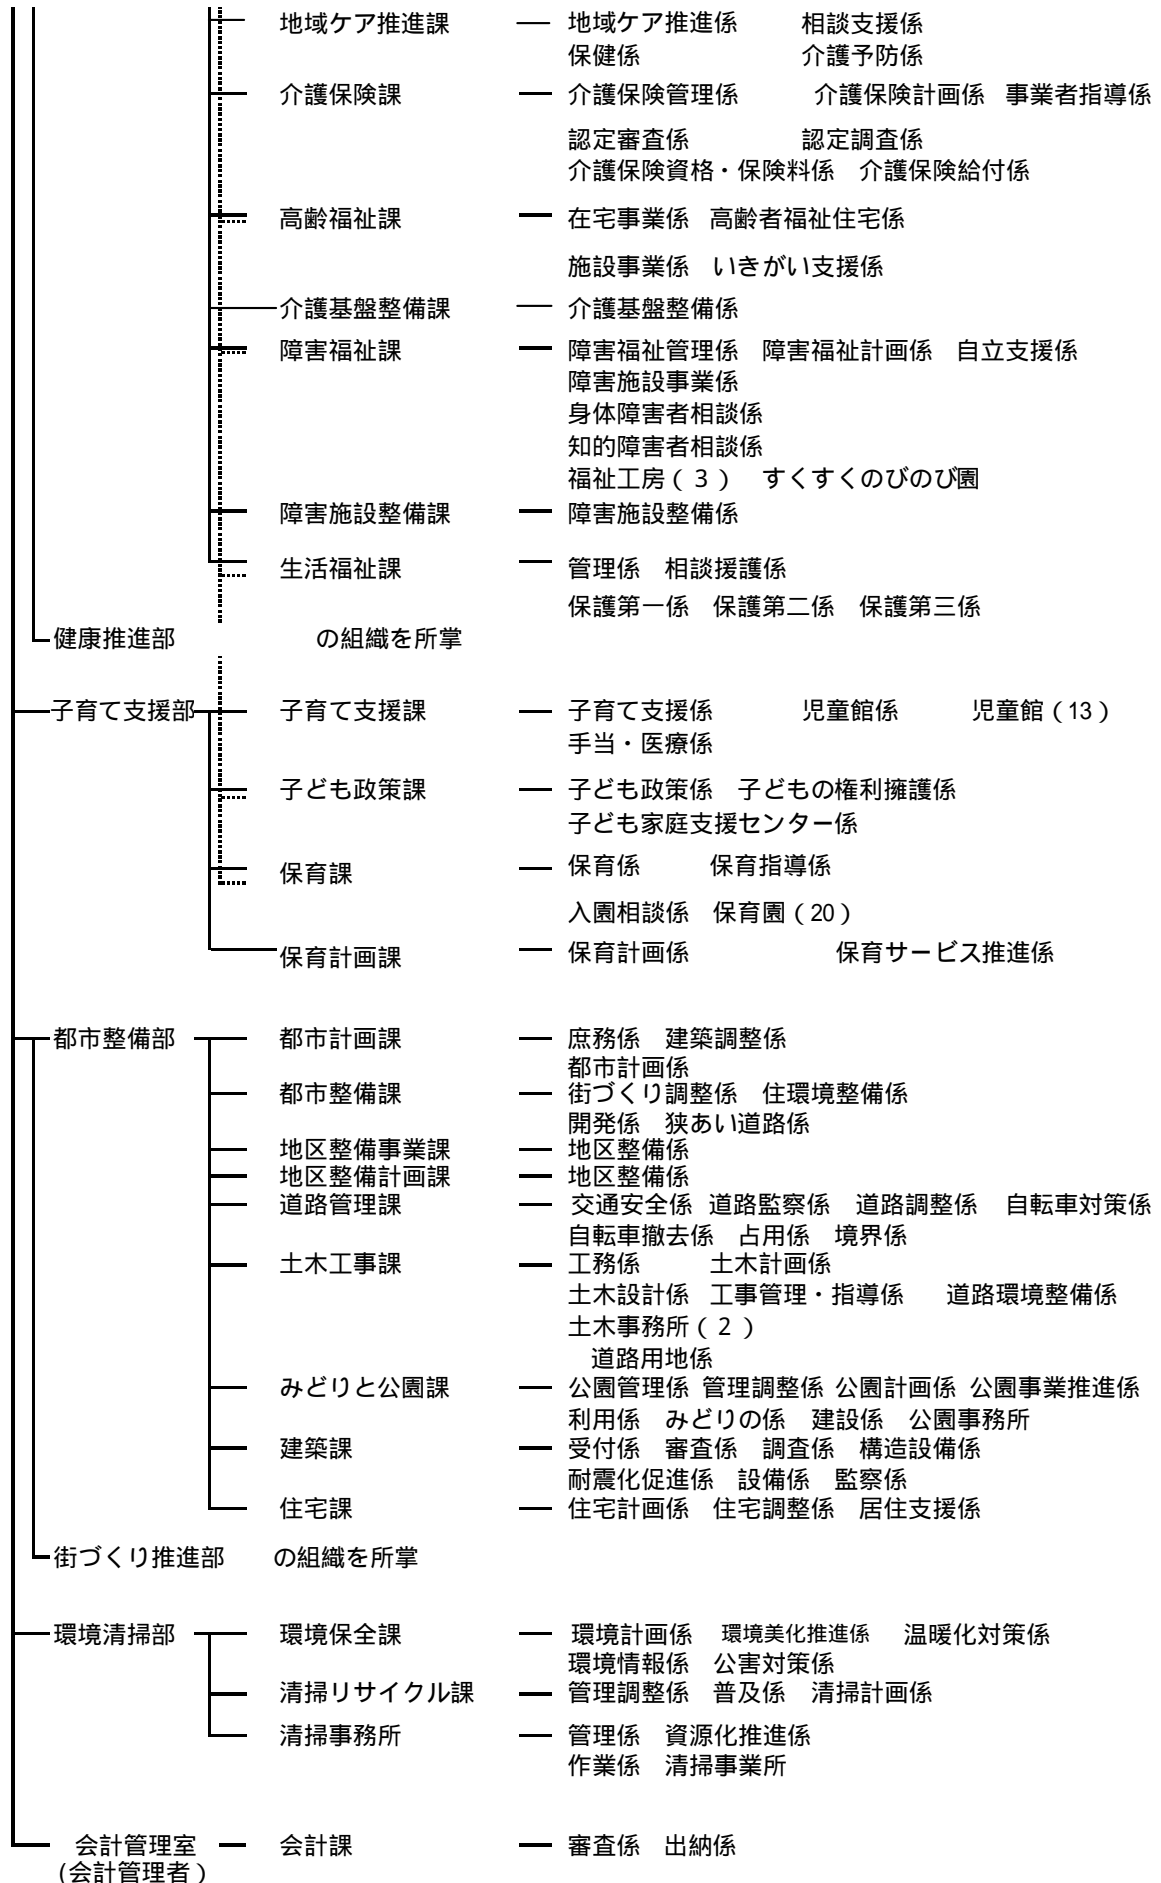 地域ケア推進課 地域ケア推進係 相談支援係
保健係 介護予防係
介護保険課 介護保険管理係 介護保険計画係 事業者指導係
認定審査係 認定調査係
介護保険資格・保険料係 介護保険給付係
高齢福祉課 在宅事業係 高齢者福祉住宅係
施設事業係 いきがい支援係
介護基盤整備課 介護基盤整備係
障害福祉課 障害福祉管理係 障害福祉計画係 自立支援係
障害施設事業係
身体障害者相談係
知的障害者相談係
福祉工房(3) すくすくのびのび園
障害施設整備課 障害施設整備係
生活福祉課 管理係 相談援護係
保護第一係 保護第二係 保護第三係
健康推進部 の組織を所掌
子育て支援部 子育て支援課 子育て支援係 児童館係 児童館(13)
手当・医療係
子ども政策課 子ども政策係 子どもの権利擁護係
子ども家庭支援センター係
保育課 保育係 保育指導係
入園相談係 保育園(20)
保育計画課 保育計画係 保育サービス推進係
都市整備部 都市計画課 庶務係 建築調整係
都市計画係
都市整備課 街づくり調整係 住環境整備係
開発係 狭あい道路係
地区整備事業課 地区整備係
地区整備計画課 地区整備係
道路管理課 交通安全係 道路監察係 道路調整係 自転車対策係
自転車撤去係 占用係 境界係
土木工事課 工務係 土木計画係
土木設計係 工事管理・指導係 道路環境整備係
土木事務所(2)
道路用地係
みどりと公園課 公園管理係 管理調整係 公園計画係 公園事業推進係
利用係 みどりの係 建設係 公園事務所
建築課 受付係 審査係 調査係 構造設備係
耐震化促進係 設備係 監察係
住宅課 住宅計画係 住宅調整係 居住支援係
街づくり推進部 の組織を所掌
環境清掃部 環境保全課 環境計画係 環境美化推進係 温暖化対策係
環境情報係 公害対策係
清掃リサイクル課 管理調整係 普及係 清掃計画係
清掃事務所 管理係 資源化推進係
作業係 清掃事業所
会計管理室 会計課 審査係 出納係
(会計管理者)